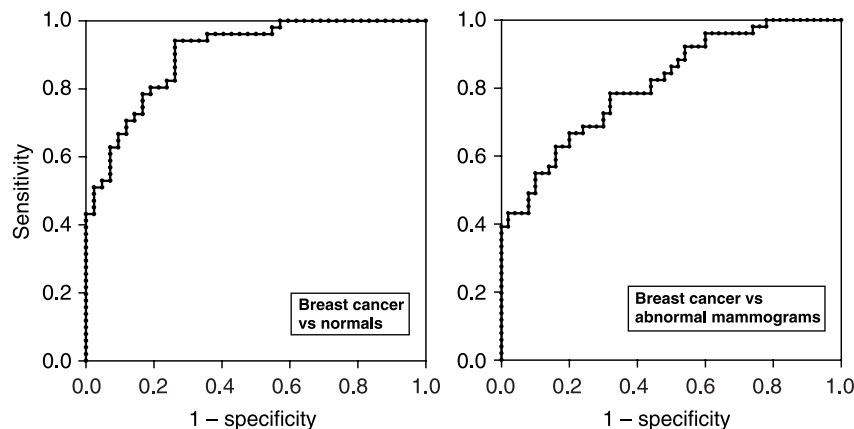 1.0
0.8
0.6
0.4
0.2
0.0
Sensitivity
Breast cancer
vs normals
0.0 0.2 0.4 0.6 0.8 1.0
1 – specificity
1.0
0.8
0.6
0.4
0.2
0.0
Breast cancer vs
abnormal mammograms
0.0 0.2 0.4 0.6 0.8 1.0
1 – specificity